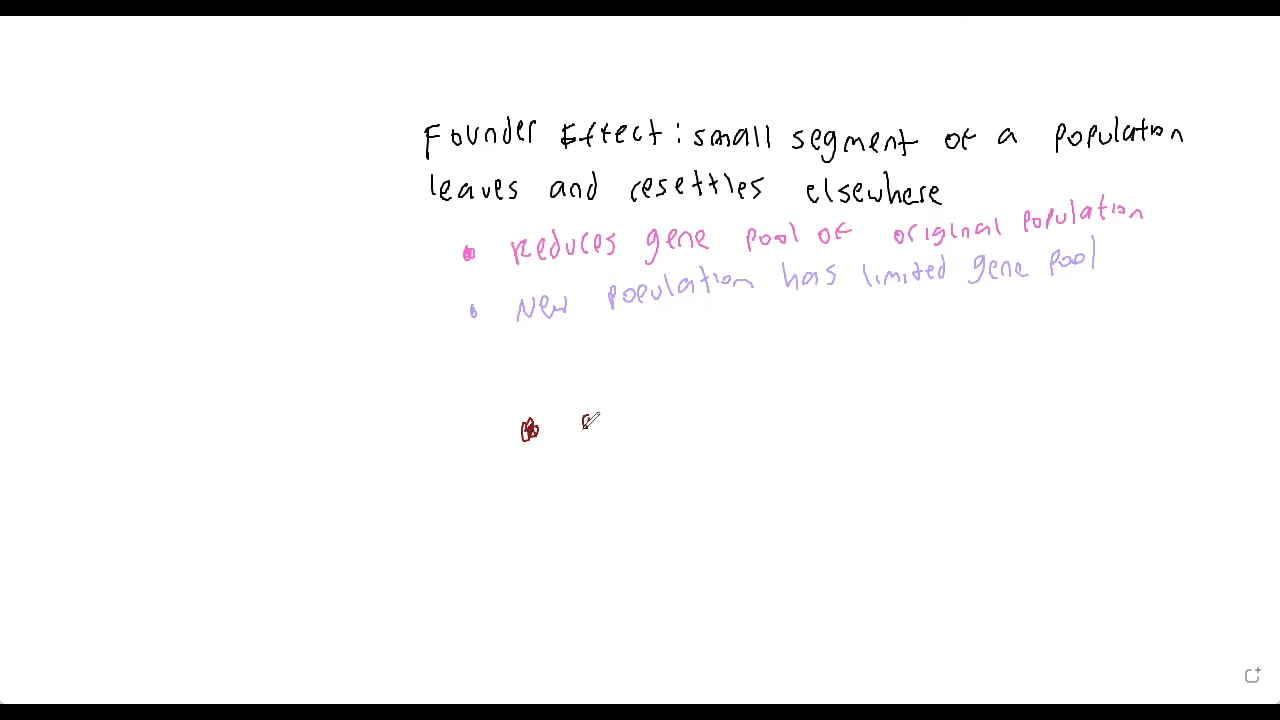 Founder Effect: small segment of a population
leaves and resettles elsewhere
• Reduces gene pool of original population
• New population has limited gene pool
•